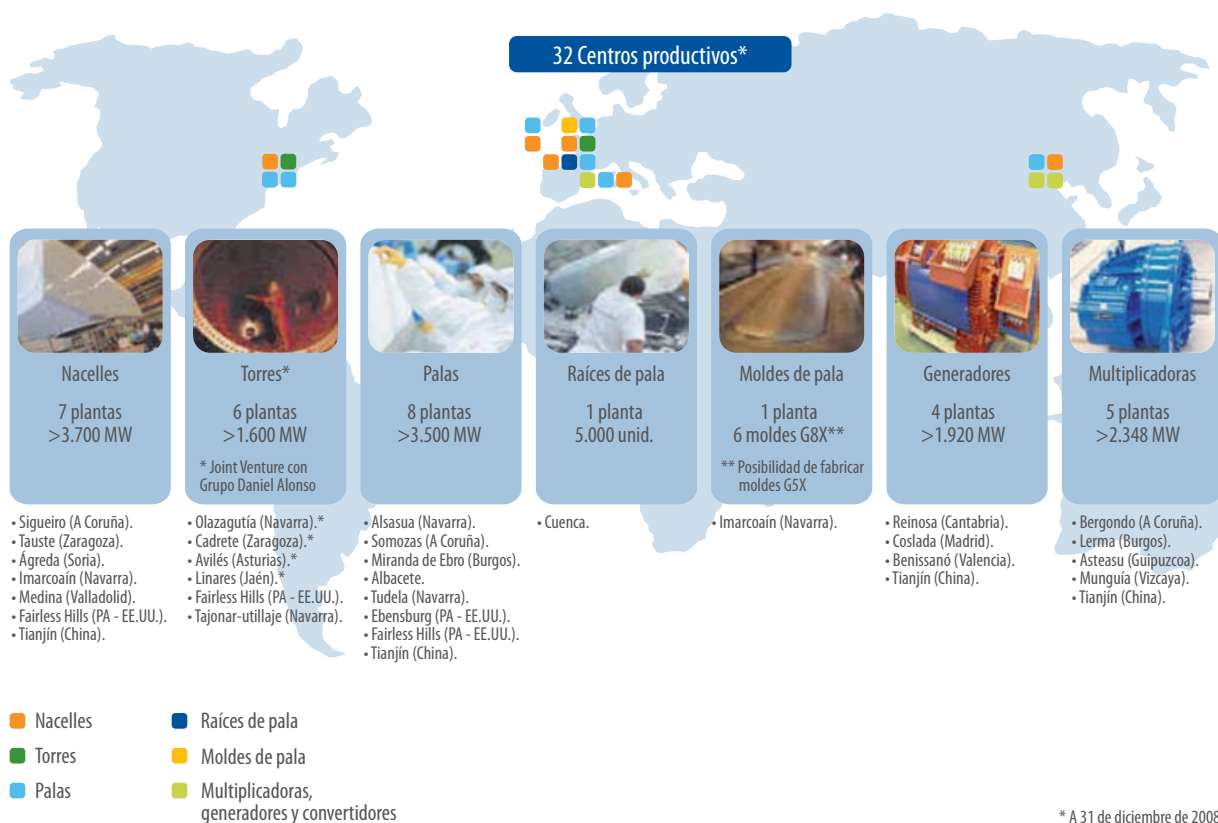 32 Centros productivos*
Nacelles
7 plantas
>3.700 MW
• Sigueiro (A Coruña).
• Tauste (Zaragoza).
• Ágreda (Soria).
• Imarcoaín (Navarra).
• Medina (Valladolid).
• Fairless Hills (PA - EE.UU.).
• Tianjín (China).
Torres*
6 plantas
>1.600 MW
* Joint Venture con
Grupo Daniel Alonso
• Olazagutía (Navarra).*
• Cadrete (Zaragoza).*
• Avilés (Asturias).*
• Linares (Jaén).*
• Fairless Hills (PA - EE.UU.).
• Tajonar-utillaje (Navarra).
Palas
8 plantas
>3.500 MW
• Alsasua (Navarra).
• Somozas (A Coruña).
• Miranda de Ebro (Burgos).
• Albacete.
• Tudela (Navarra).
• Ebensburg (PA - EE.UU.).
• Fairless Hills (PA - EE.UU.).
• Tianjín (China).
Raíces de pala
1 planta
5.000 unid.
• Cuenca.
Moldes de pala
1 planta
6 moldes G8X**
** Posibilidad de fabricar
moldes G5X
• Imarcoaín (Navarra).
Generadores
4 plantas
>1.920 MW
• Reinosa (Cantabria).
• Coslada (Madrid).
• Benissanó (Valencia).
• Tianjín (China).
Multiplicadoras
5 plantas
>2.348 MW
• Bergondo (A Coruña).
• Lerma (Burgos).
• Asteasu (Guipuzcoa).
• Munguía (Vizcaya).
• Tianjín (China).
Nacelles
Torres
Palas
Raíces de pala
Moldes de pala
Multiplicadoras,
generadores y convertidores
* A 31 de diciembre de 2008